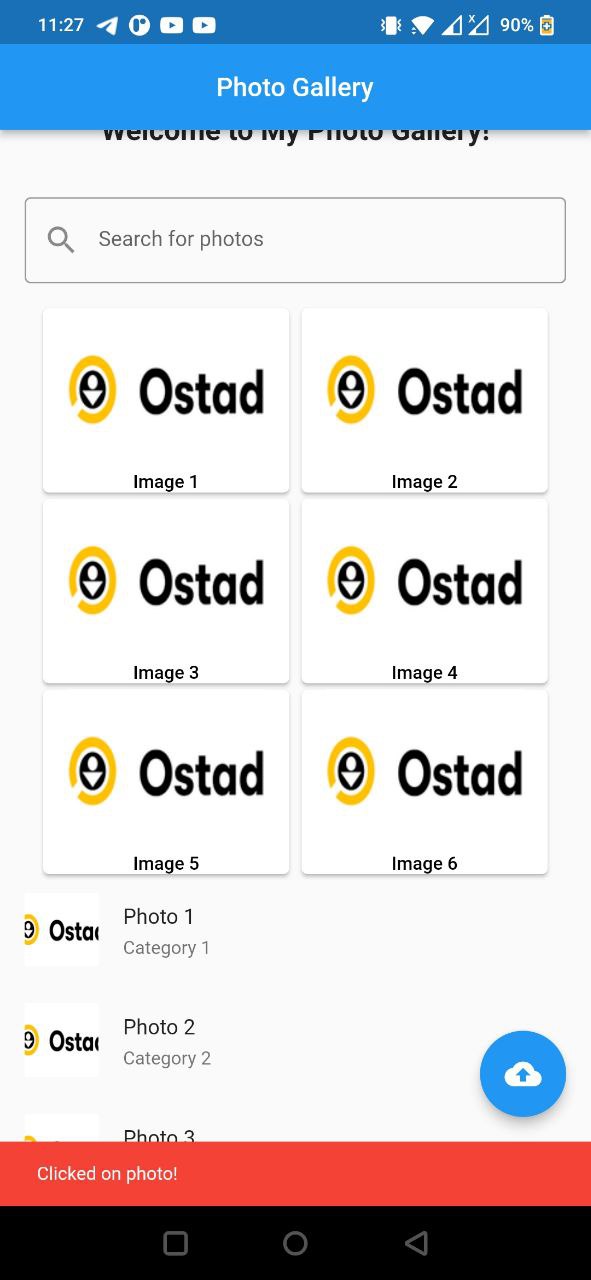 11:27
90%
Photo Gallery
Welcome to My Photo Gallery!
Search for photos
Ostad Ostad
Image 1 Image 2
Ostad Ostad
Image 3 Image 4
Ostad Ostad
Image 5 Image 6
Ostad
Photo 1
Category 1
Ostad
Photo 2
Category 2
Photo 3
Clicked on photo!